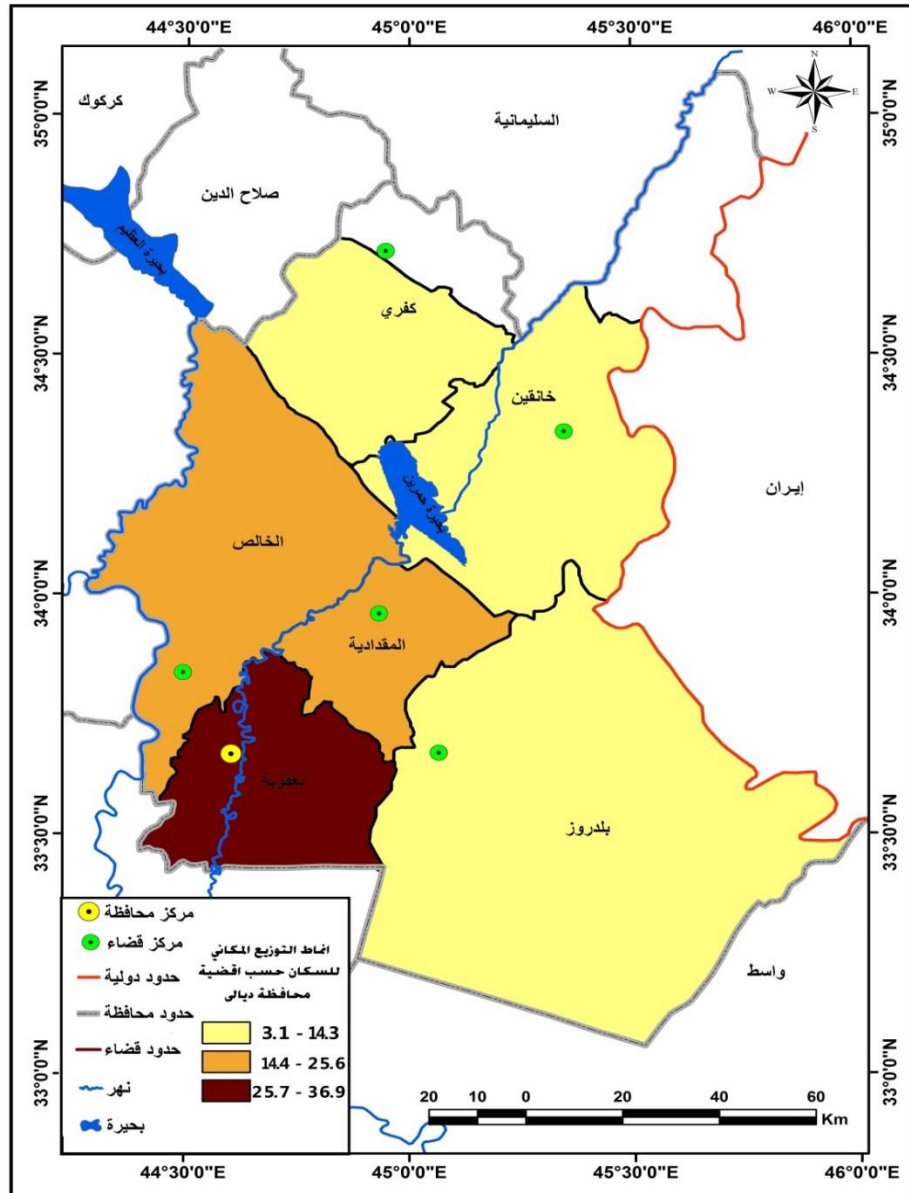 44°30'0"E
45°0'0"E
45°30'0"E
46°0'0"E
35°0'0"N
34°30'0"N
34°0'0"N
33°30'0"N
33°0'0"N
35°0'0"N
34°30'0"N
34°0'0"N
33°30'0"N
33°0'0"N
N
W
E
S
كركوك
السليمانية
صلاح الدين
بحيرة العظيم
كفري
خانقين
إيران
بحيرة حمرين
الخالص
المقدادية
بعقوبة
بلدروز
واسط
مركز محافظة
مركز قضاء
حدود دولية
حدود محافظة
حدود قضاء
نهر
بحيرة
انماط التوزيع المكاني
للسكان حسب اقضية
محافظة ديالى
3.1 - 14.3
14.4 - 25.6
25.7 - 36.9
20 10 0 20 40 60
Km
44°30'0"E
45°0'0"E
45°30'0"E
46°0'0"E